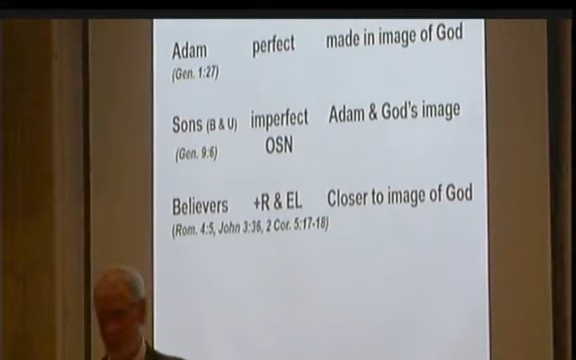 Adam perfect made in image of God
(Gen. 1:27)
Sons (B & U) imperfect Adam & God's image
(Gen. 9:6) OSN
Believers +R & EL Closer to image of God
(Rom. 4:5, John 3:36, 2 Cor. 5:17-18)